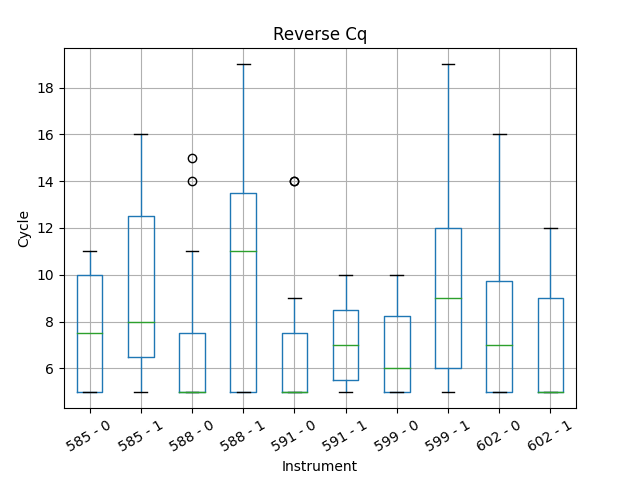 Reverse Cq
Cycle
18
16
14
12
10
8
6
585 - 0
585 - 1
588 - 0
588 - 1
591 - 0
591 - 1
599 - 0
599 - 1
602 - 0
602 - 1
Instrument